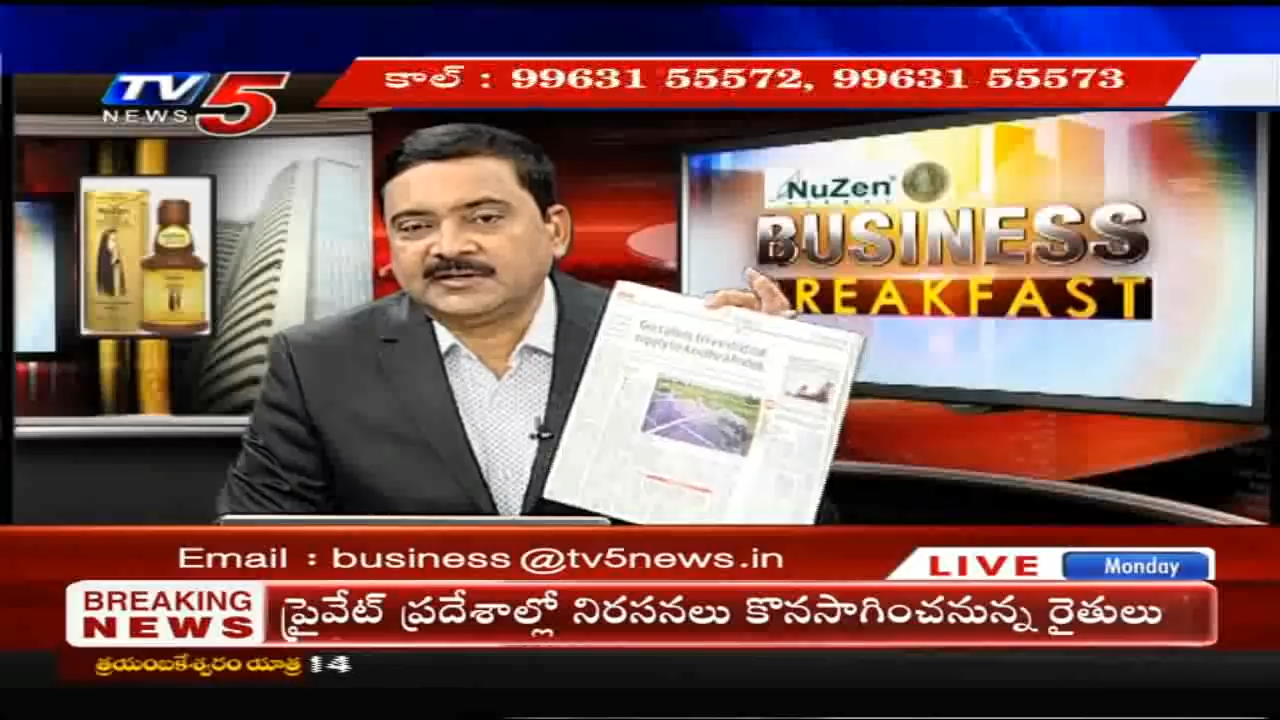 కాల్ : 99631 55572, 99631 55573
TV5
NEWS
NuZen
BUSINESS
BREAKFAST
Email : business@tv5news.in
LIVE
Monday
BREAKING
NEWS
ప్రైవేట్ ప్రదేశాల్లో నిరసనలు కొనసాగించనున్న రైతులు
త్రయంబకేశ్వరం యాత్ర 14